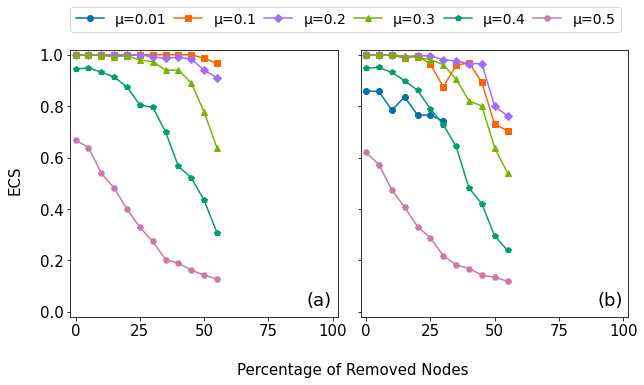 μ=0.01 μ=0.1 μ=0.2 μ=0.3 μ=0.4 μ=0.5
1.0
0.8
0.6
0.4
0.2
0.0
ECS
(a) (b)
0 25 50 75 100 0 25 50 75 100
Percentage of Removed Nodes